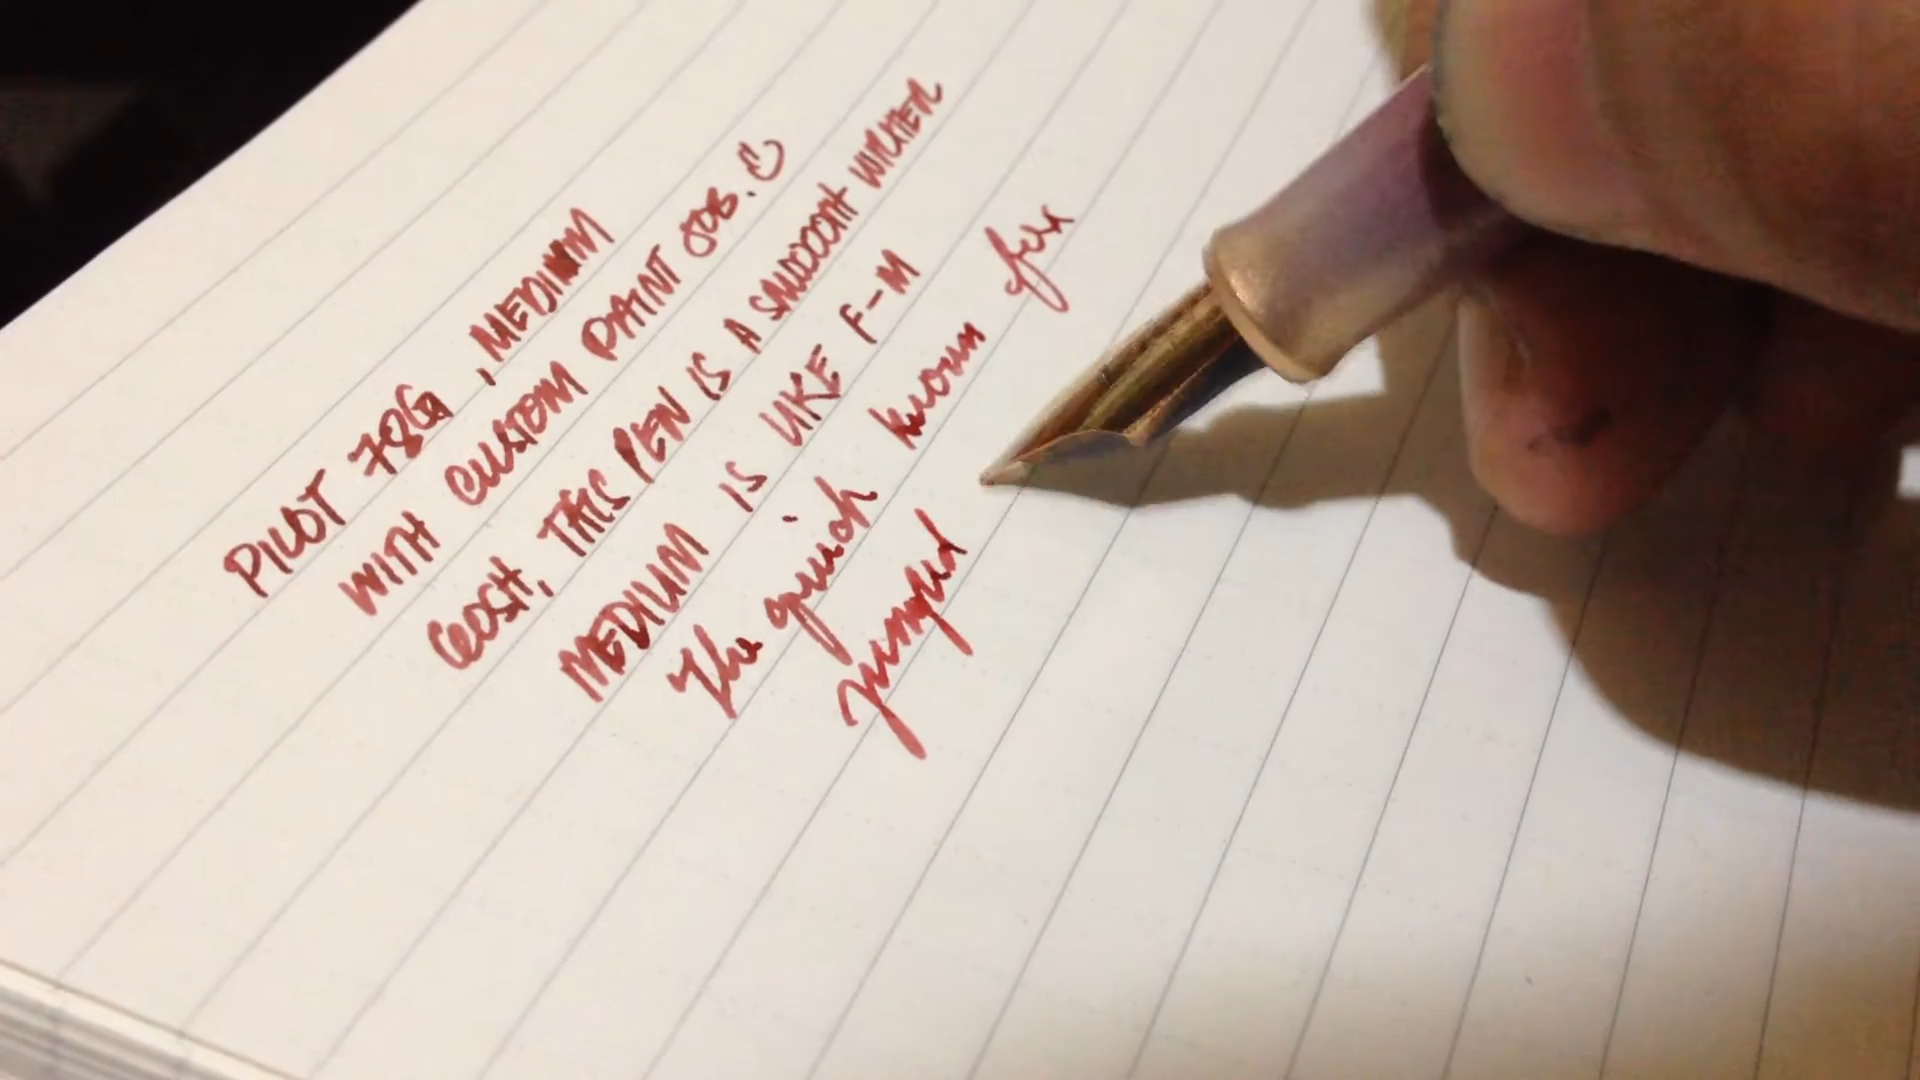 PILOT 78G, MEDIUM
WITH CUSTOM PAINT JOB.
GOSH, THIS PEN IS A SMOOOOTH WRITER
MEDIUM IS LIKE F-M
The quick brown fox
jumped